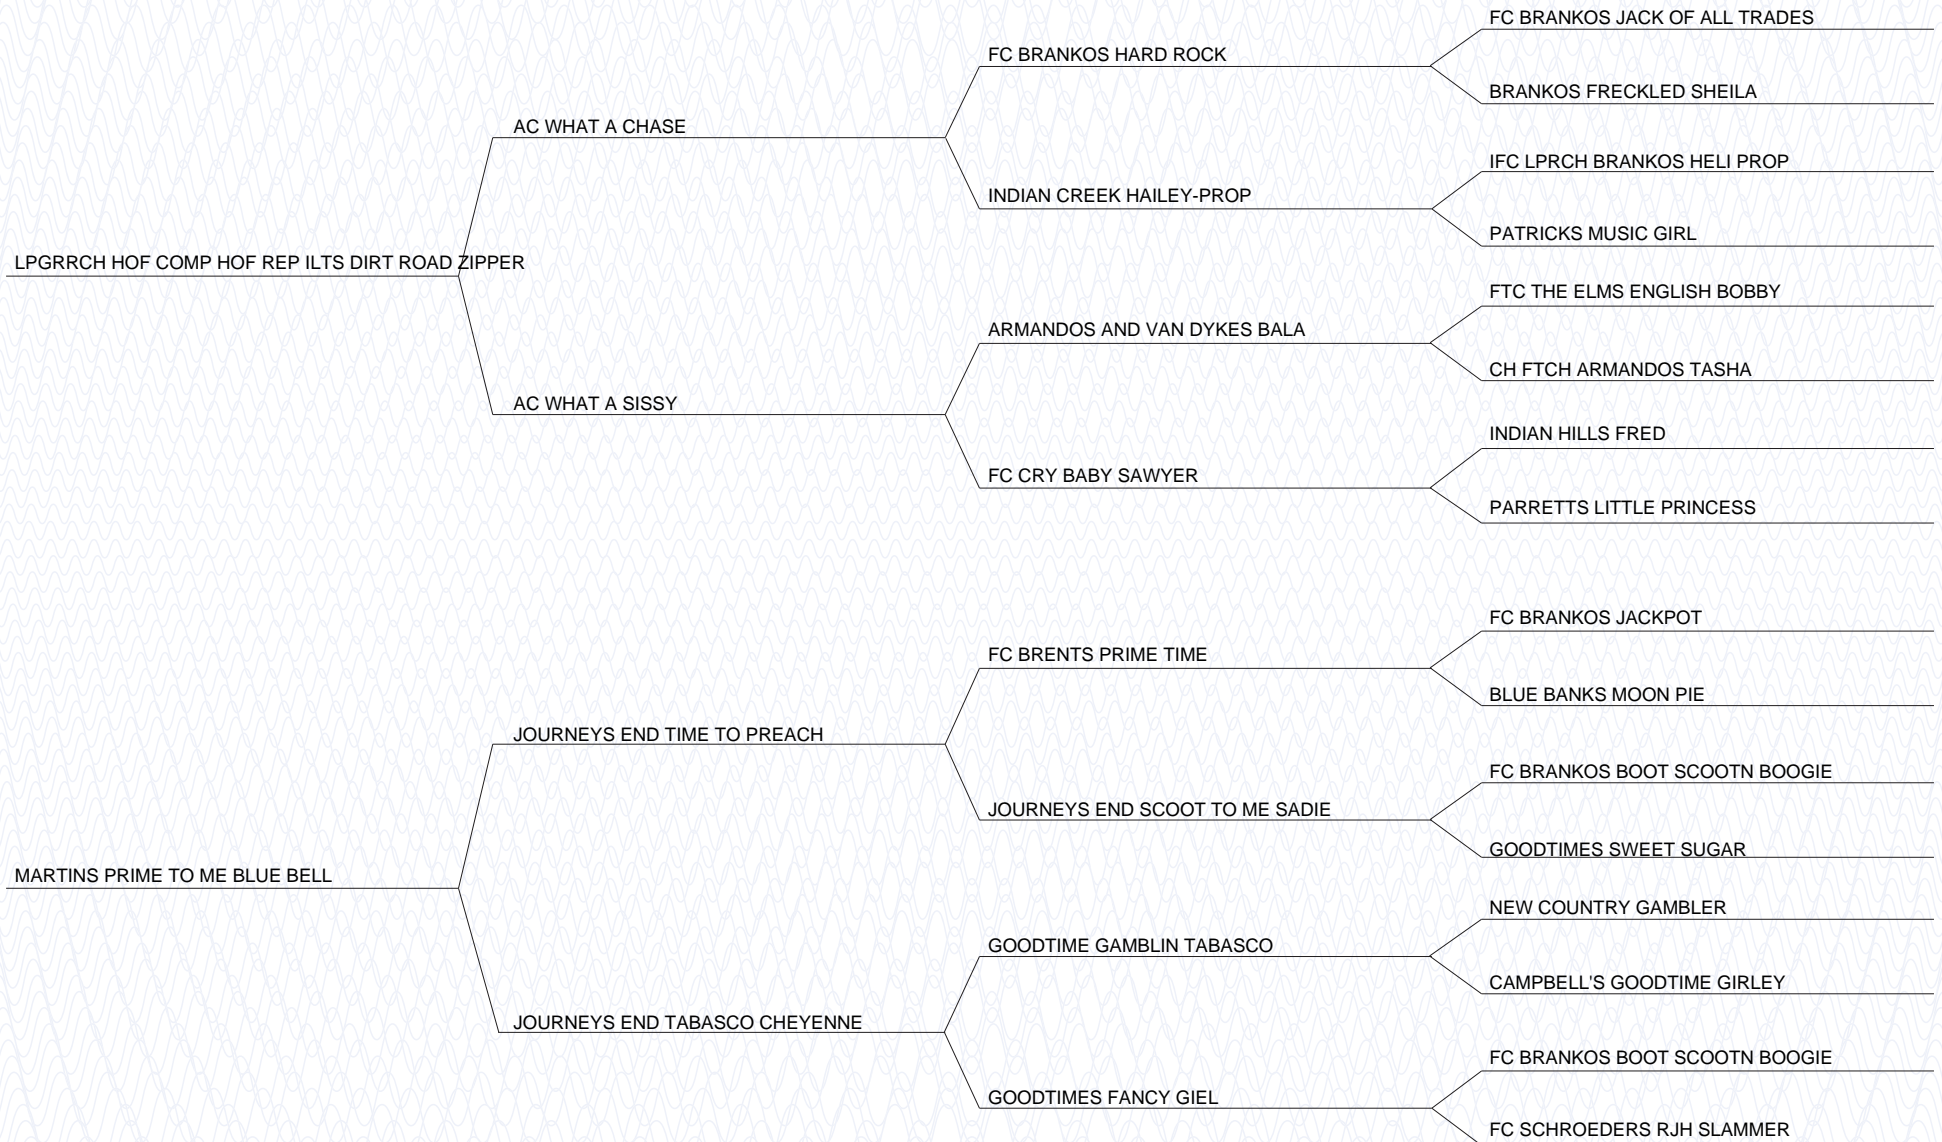 FC BRANKOS JACK OF ALL TRADES
FC BRANKOS HARD ROCK
BRANKOS FRECKLED SHEILA
AC WHAT A CHASE
IFC LPRCH BRANKOS HELI PROP
INDIAN CREEK HAILEY-PROP
PATRICKS MUSIC GIRL
LPGRRCH HOF COMP HOF REP ILTS DIRT ROAD ZIPPER
FTC THE ELMS ENGLISH BOBBY
ARMANDOS AND VAN DYKES BALA
CH FTCH ARMANDOS TASHA
AC WHAT A SISSY
INDIAN HILLS FRED
FC CRY BABY SAWYER
PARRETTS LITTLE PRINCESS
FC BRANKOS JACKPOT
FC BRENTS PRIME TIME
BLUE BANKS MOON PIE
JOURNEYS END TIME TO PREACH
FC BRANKOS BOOT SCOOTN BOOGIE
JOURNEYS END SCOOT TO ME SADIE
GOODTIMES SWEET SUGAR
MARTINS PRIME TO ME BLUE BELL
NEW COUNTRY GAMBLER
GOODTIME GAMBLIN TABASCO
CAMPBELL'S GOODTIME GIRLEY
JOURNEYS END TABASCO CHEYENNE
FC BRANKOS BOOT SCOOTN BOOGIE
GOODTIMES FANCY GIEL
FC SCHROEDERS RJH SLAMMER